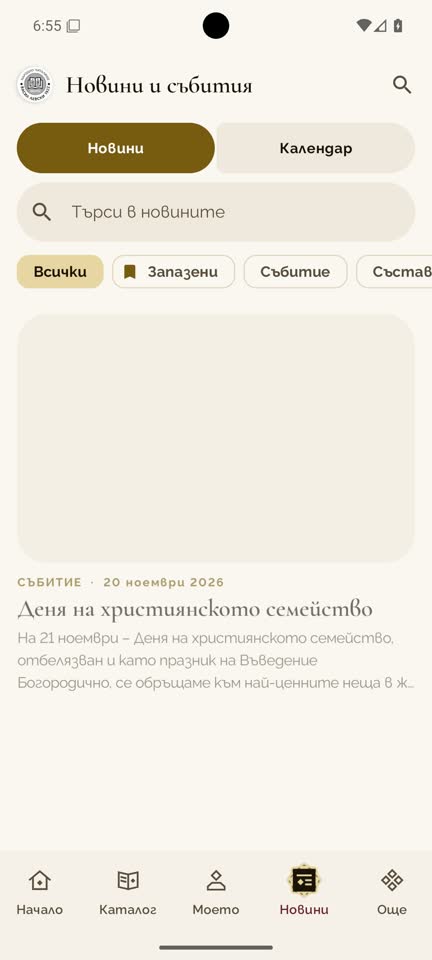 6:55
Новини и събития
Новини
Календар
Търси в новините
Всички
Запазени
Събитие
Състав
СЪБИТИЕ · 20 ноември 2026
Деня на християнското семейство
На 21 ноември – Деня на християнското семейство,
отбелязван и като празник на Въведение
Богородично, се обръщаме към най-ценните неща в ж...
Начало
Каталог
Моето
Новини
Още